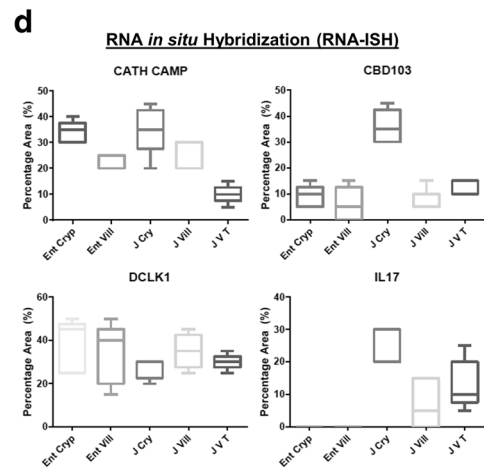 d
RNA in situ Hybridization (RNA-ISH)
CATH CAMP
Percentage Area (%)
50
40
30
20
10
0
Ent Cryp
Ent Vill
J Cry
J Vill
J V T
CBD103
Percentage Area (%)
50
40
30
20
10
0
Ent Cryp
Ent Vill
J Cry
J Vill
J V T
DCLK1
Percentage Area (%)
60
40
20
0
Ent Cryp
Ent Vill
J Cry
J Vill
J V T
IL17
Percentage Area (%)
40
30
20
10
0
Ent Cryp
Ent Vill
J Cry
J Vill
J V T